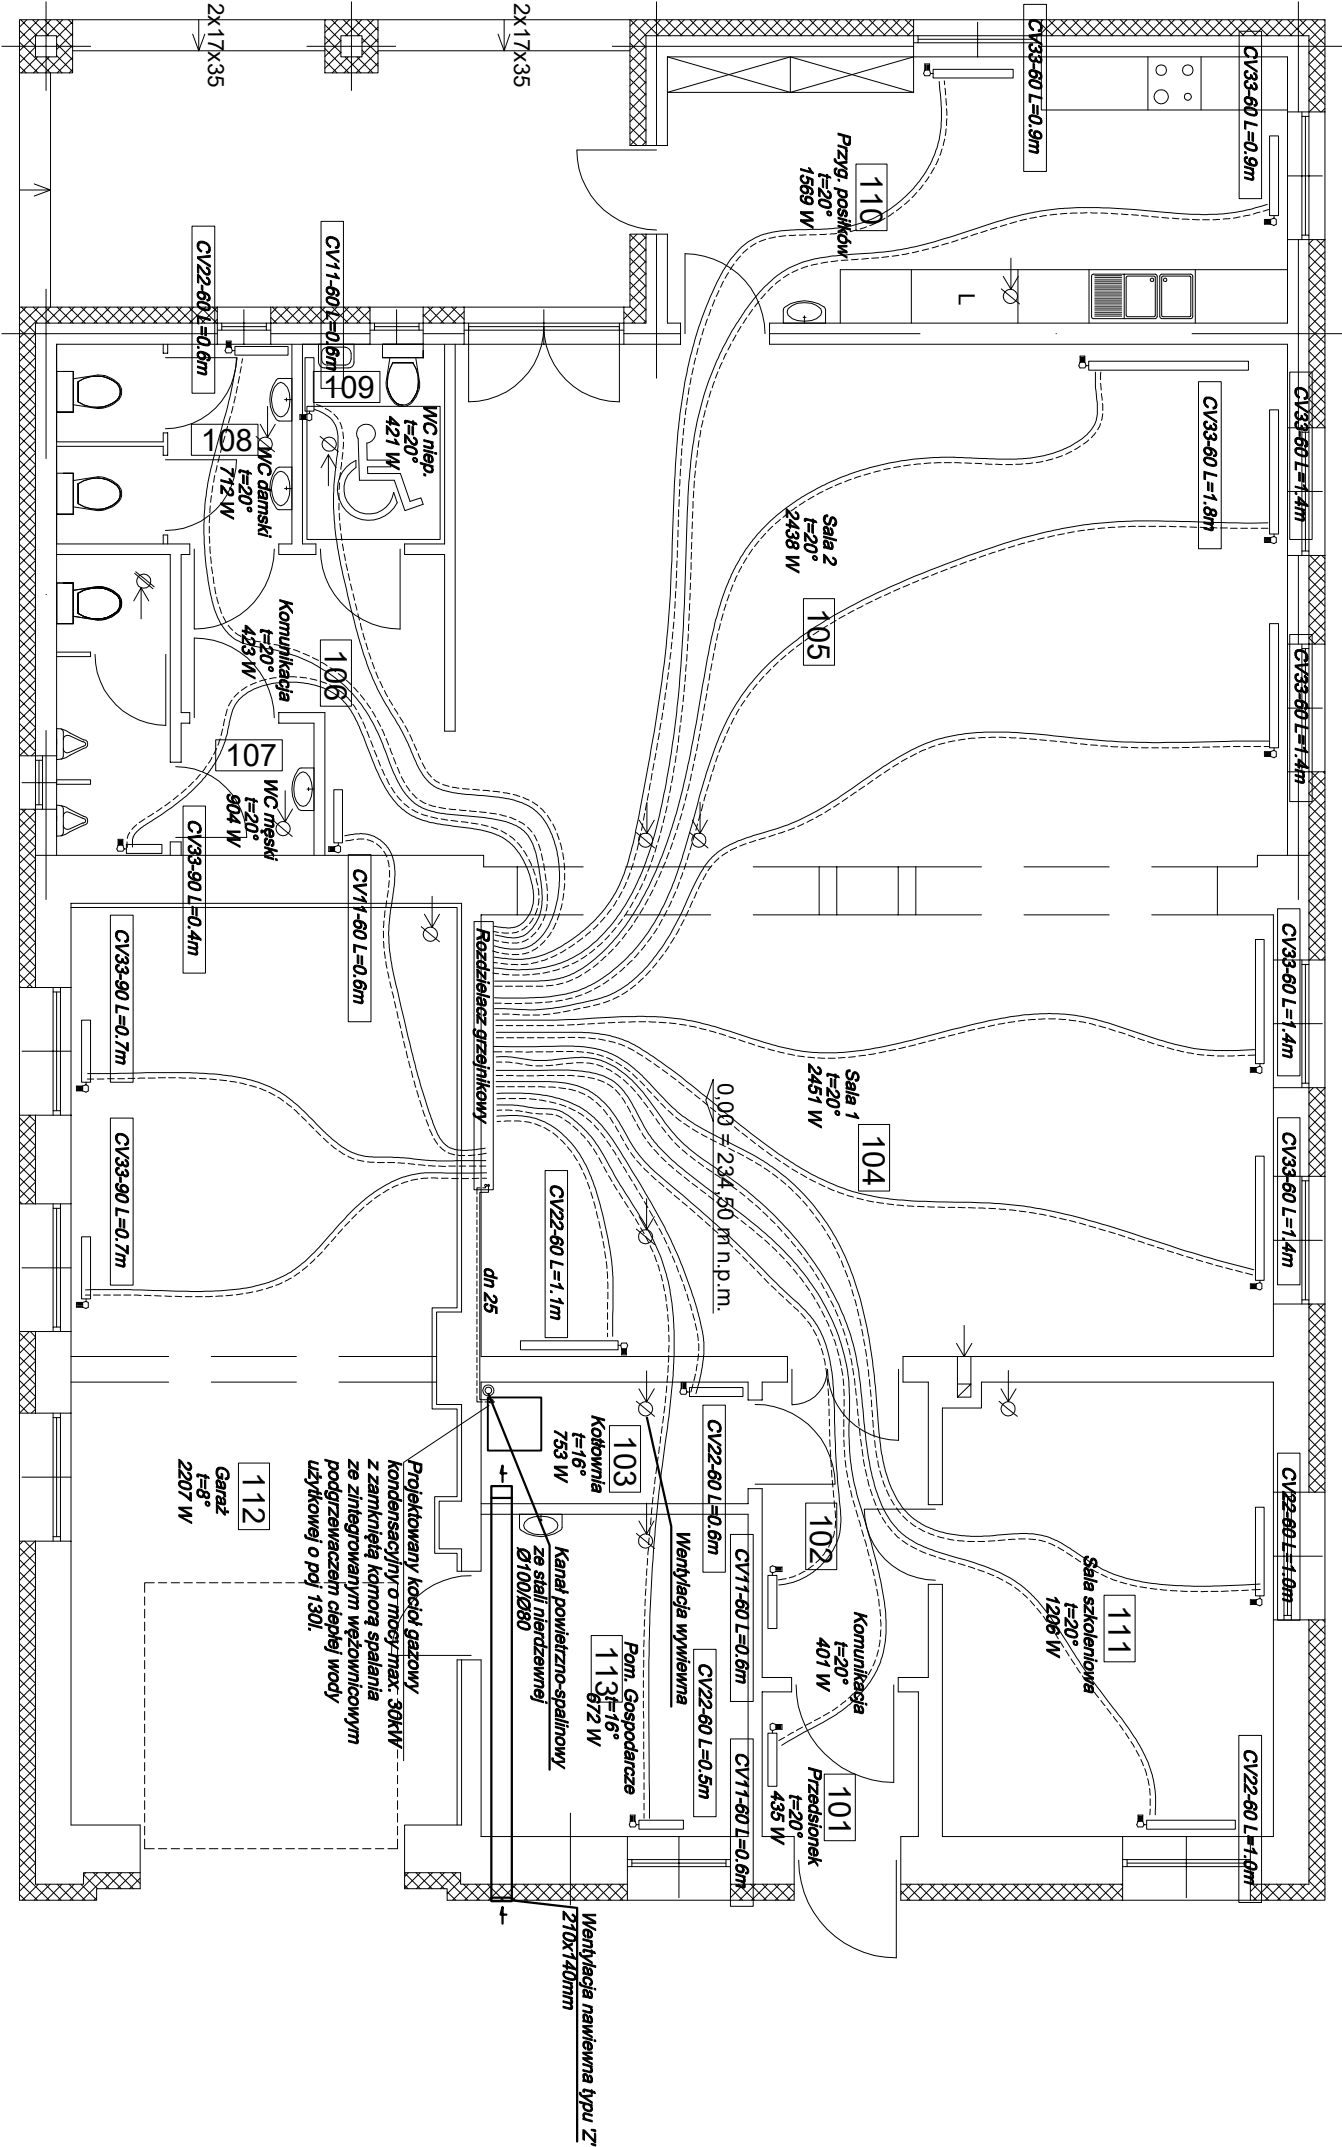 2x17x35
2x17x35
CV33-60 L=0.9m
CV33-60 L=0.9m
110
Przyg. posiłków
t=20°
1569 W
L
CV22-60 L=0.6m
CV11-60 L=0.6m
109
WC niep.
t=20°
421 W
108
WC damski
t=20°
712 W
CV33-60 L=1.8m
CV33-60 L=1.4m
CV33-60 L=1.4m
Sala 2
t=20°
2438 W
105
Komunikacja
t=20°
423 W
106
107
WC męski
t=20°
904 W
CV33-90 L=0.4m
CV11-60 L=0.6m
CV33-90 L=0.7m
CV33-90 L=0.7m
Rozdzielacz grzejnikowy
dn 25
CV33-60 L=1.4m
CV33-60 L=1.4m
Sala 1
t=20°
2451 W
104
0,00 = 234,50 m n.p.m.
CV22-60 L=1.1m
103
Kotłownia
t=16°
753 W
CV22-60 L=0.6m
Wentylacja wywiewna
102
Komunikacja
t=20°
401 W
CV11-60 L=0.6m
CV22-60 L=0.5m
CV11-60 L=0.6m
CV22-60 L=1.0m
111
Sala szkoleniowa
t=20°
1206 W
CV22-60 L=1.0m
101
Przedsionek
t=20°
435 W
113
Pom. Gospodarcze
t=16°
672 W
Kanał powietrzno-spalinowy
ze stali nierdzewnej
Ø100/Ø80
Projektowany kocioł gazowy
kondensacyjny o mocy max. 30kW
z zamkniętą komorą spalania
ze zintegrowanym wężownicowym
podgrzewaczem ciepłej wody
użytkowej o poj 130l.
112
Garaż
t=8°
2207 W
Wentylacja nawiewna typu 'Z'
210x140mm